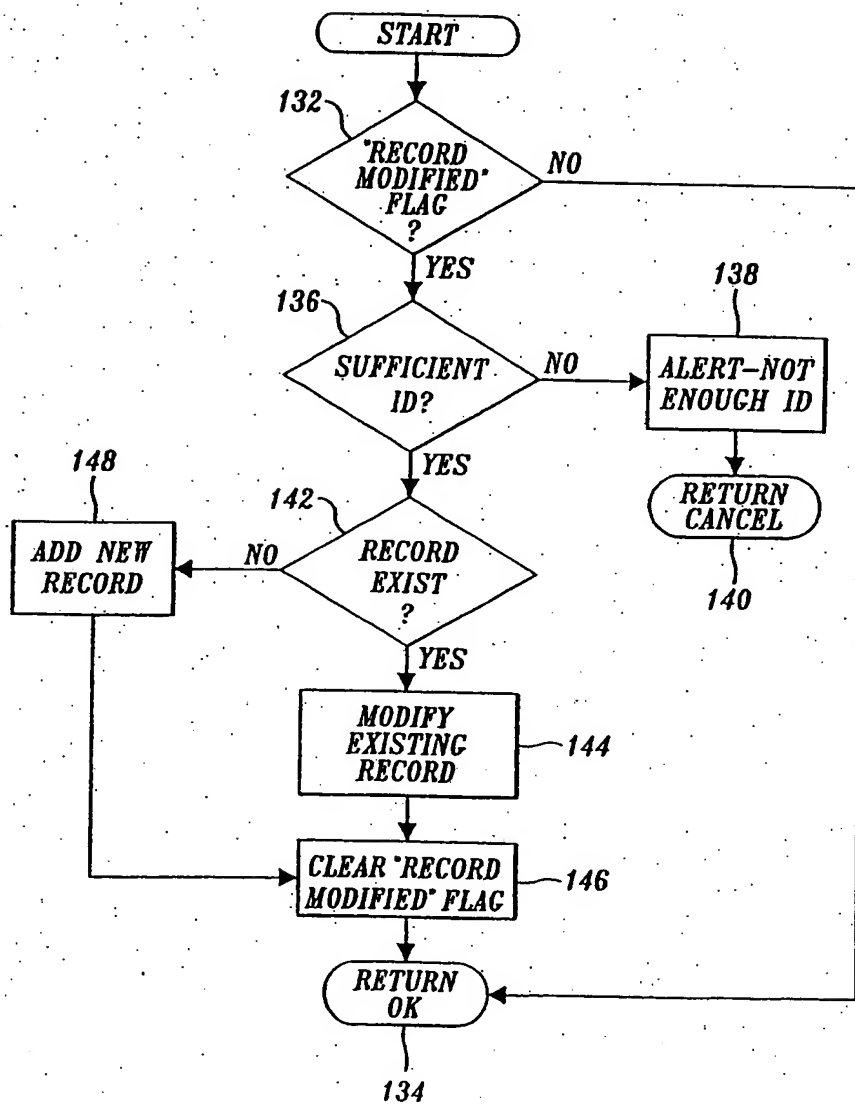 START
132
"RECORD
MODIFIED"
FLAG
?
NO
YES
136
SUFFICIENT
ID?
NO
138
ALERT-NOT
ENOUGH ID
YES
RETURN
CANCEL
140
148
ADD NEW
RECORD
NO
142
RECORD
EXIST
?
YES
MODIFY
EXISTING
RECORD
144
CLEAR "RECORD
MODIFIED" FLAG
146
RETURN
OK
134